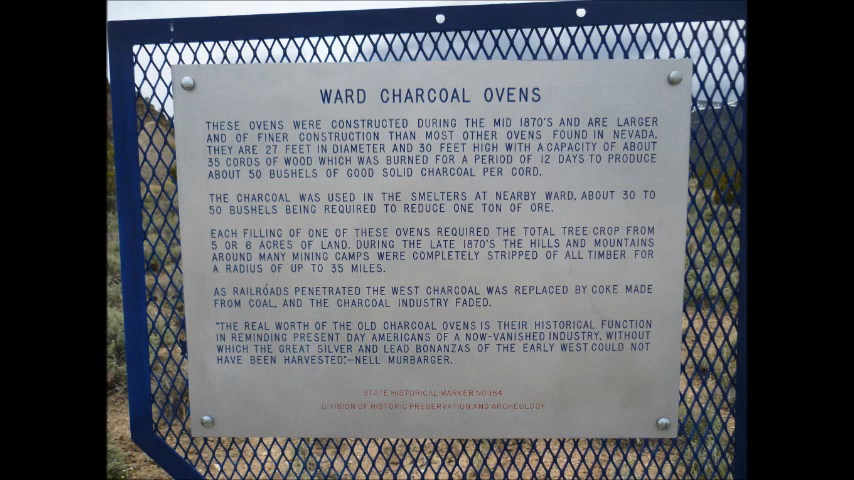 WARD CHARCOAL OVENS
THESE OVENS WERE CONSTRUCTED DURING THE MID 1870'S AND ARE LARGER
AND OF FINER CONSTRUCTION THAN MOST OTHER OVENS FOUND IN NEVADA.
THEY ARE 27 FEET IN DIAMETER AND 30 FEET HIGH WITH A CAPACITY OF ABOUT
35 CORDS OF WOOD WHICH WAS BURNED FOR A PERIOD OF 12 DAYS TO PRODUCE
ABOUT 50 BUSHELS OF GOOD SOLID CHARCOAL PER CORD.
THE CHARCOAL WAS USED IN THE SMELTERS AT NEARBY WARD, ABOUT 30 TO
50 BUSHELS BEING REQUIRED TO REDUCE ONE TON OF ORE.
EACH FILLING OF ONE OF THESE OVENS REQUIRED THE TOTAL TREE CROP FROM
5 OR 6 ACRES OF LAND. DURING THE LATE 1870'S THE HILLS AND MOUNTAINS
AROUND MANY MINING CAMPS WERE COMPLETELY STRIPPED OF ALL TIMBER FOR
A RADIUS OF UP TO 35 MILES.
AS RAILROADS PENETRATED THE WEST CHARCOAL WAS REPLACED BY COKE MADE
FROM COAL, AND THE CHARCOAL INDUSTRY FADED.
"THE REAL WORTH OF THE OLD CHARCOAL OVENS IS THEIR HISTORICAL FUNCTION
IN REMINDING PRESENT DAY AMERICANS OF A NOW-VANISHED INDUSTRY, WITHOUT
WHICH THE GREAT SILVER AND LEAD BONANZAS OF THE EARLY WEST COULD NOT
HAVE BEEN HARVESTED."-NELL MURBARGER.
STATE HISTORICAL MARKER NO. 184
DIVISION OF HISTORIC PRESERVATION AND ARCHEOLOGY